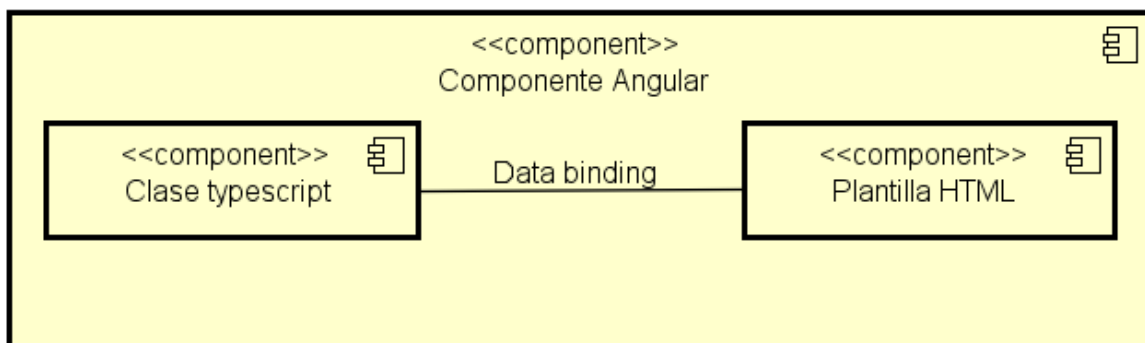 <<component>>
Componente Angular
<<component>>
Clase typescript
Data binding
<<component>>
Plantilla HTML